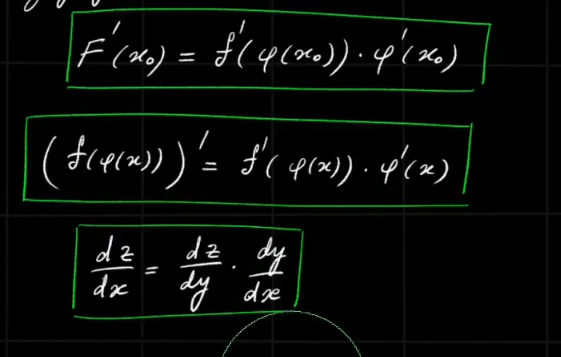 F'(x₀) = f'(φ(x₀)) · φ'(x₀)
(f(φ(x)))' = f'(φ(x)) · φ'(x)
dz/dx = dz/dy · dy/dx